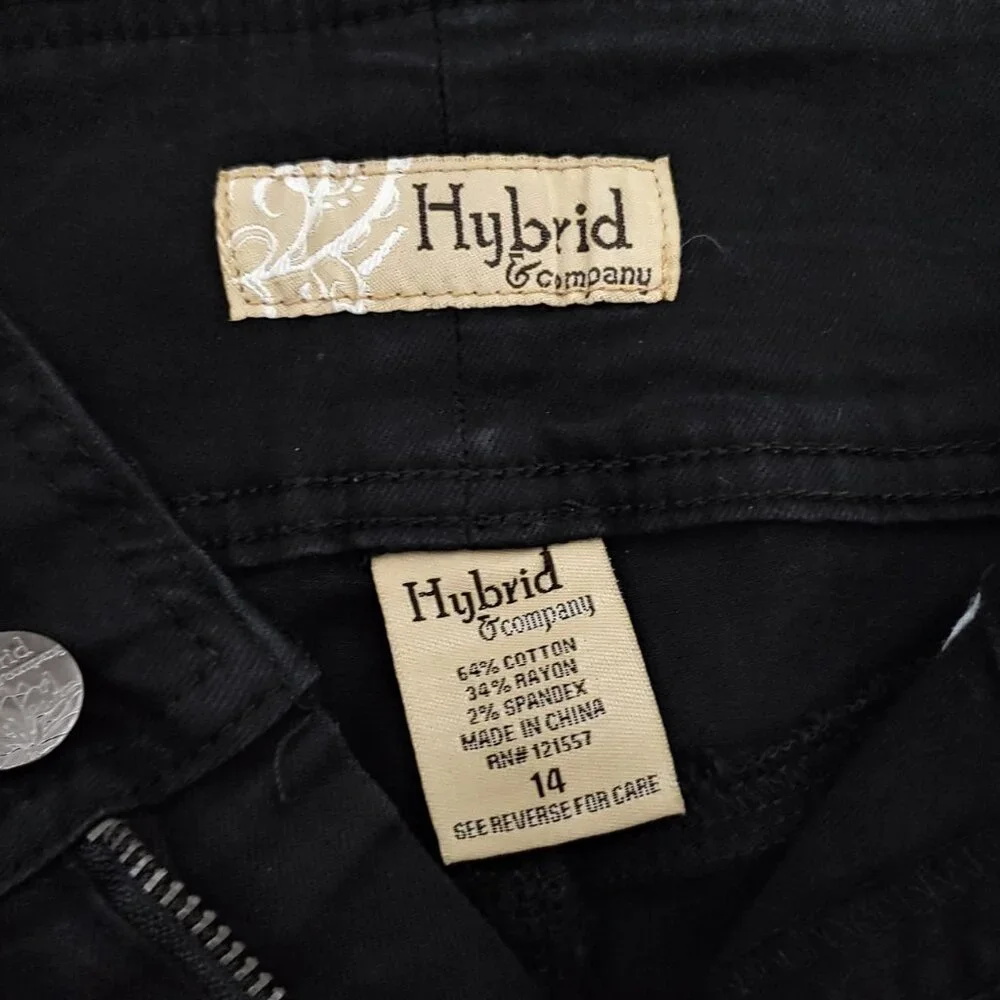 Hybrid
& company
Hybrid
& company
64% COTTON
34% RAYON
2% SPANDEX
MADE IN CHINA
RN# 121557
14
SEE REVERSE FOR CARE